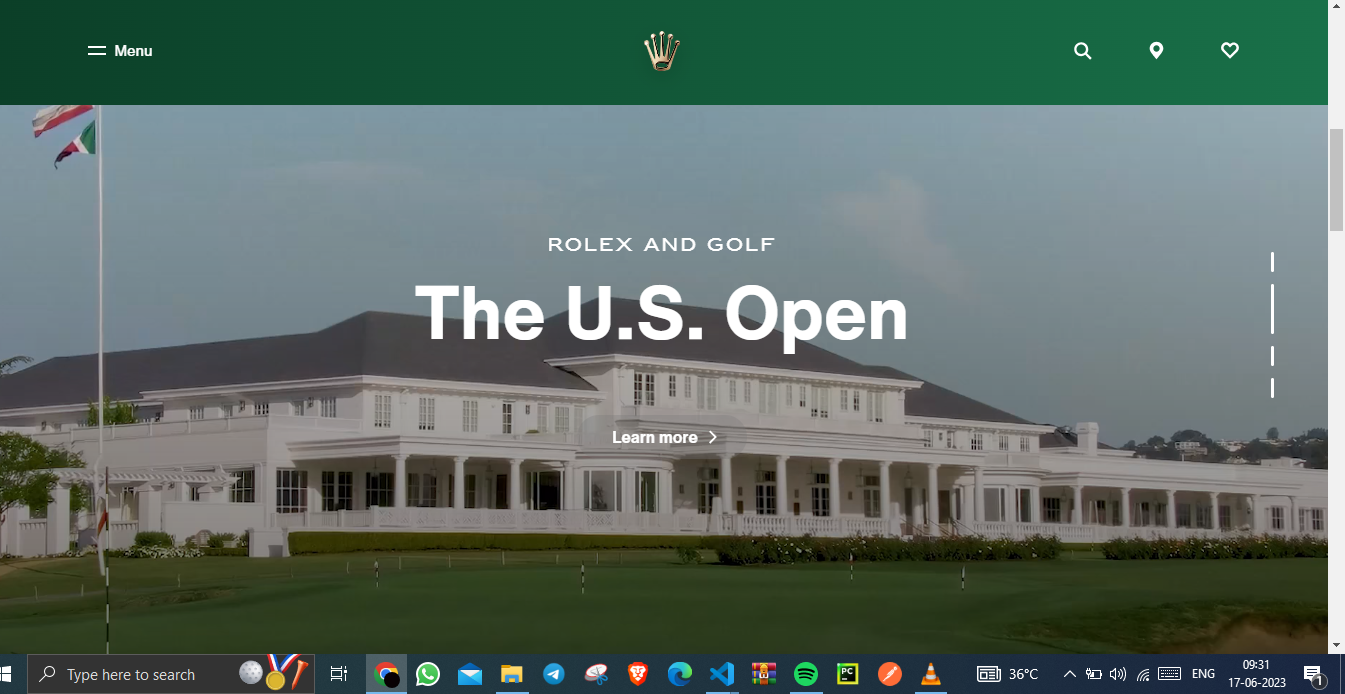 Menu
ROLEX AND GOLF
The U.S. Open
Learn more
Type here to search
PC
36°C
ENG
09:31
17-06-2023
1